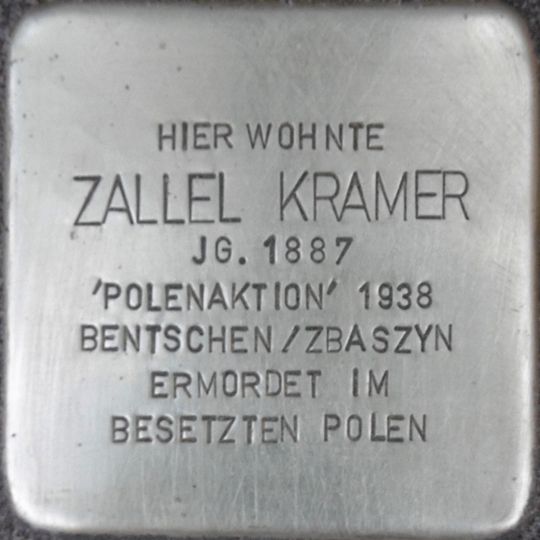 HIER WOHNTE
ZALLEL KRAMER
JG. 1887
'POLENAKTION' 1938
BENTSCHEN/ZBASZYN
ERMORDET IM
BESETZTEN POLEN